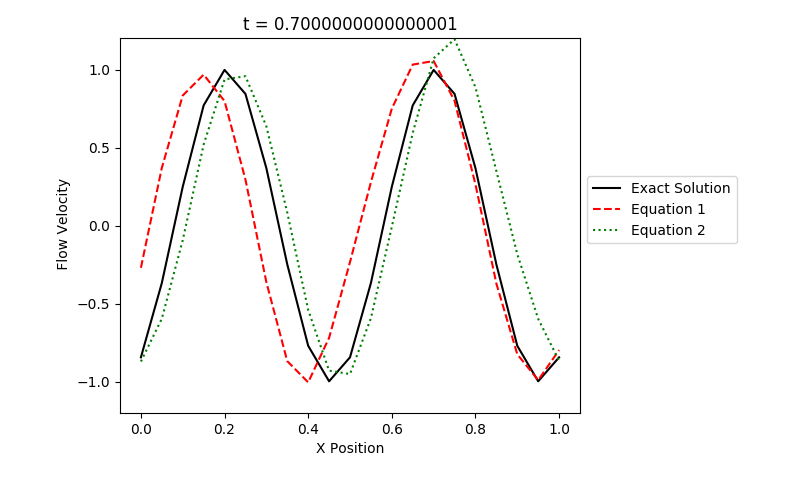 t = 0.7000000000000001
1.0
0.5
0.0
−0.5
−1.0
Flow Velocity
0.0
0.2
0.4
0.6
0.8
1.0
X Position
Exact Solution
Equation 1
Equation 2